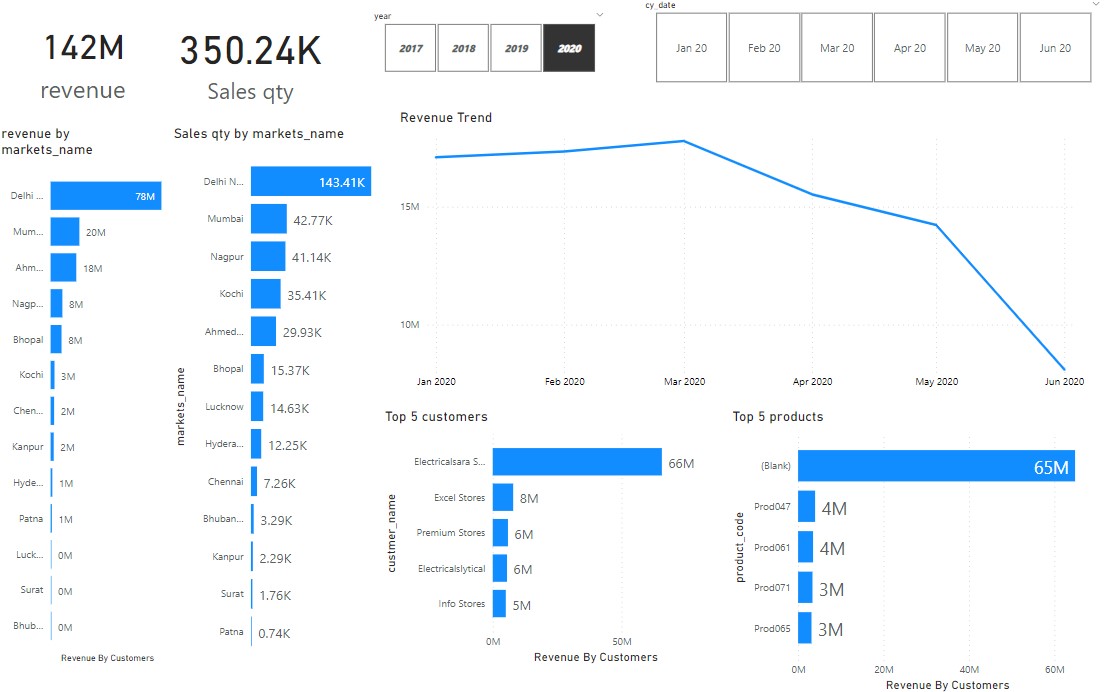 142M
revenue
350.24K
Sales qty
year
2017
2018
2019
2020
cy_date
Jan 20
Feb 20
Mar 20
Apr 20
May 20
Jun 20
revenue by
markets_name
Delhi ...
78M
Mum...
20M
Ahm...
18M
Nagp...
8M
Bhopal
8M
Kochi
3M
Chen...
2M
Kanpur
2M
Hyde...
1M
Patna
1M
Luck...
0M
Surat
0M
Bhub...
0M
Revenue By Customers
Sales qty by markets_name
markets_name
Delhi N...
143.41K
Mumbai
42.77K
Nagpur
41.14K
Kochi
35.41K
Ahmed...
29.93K
Bhopal
15.37K
Lucknow
14.63K
Hydera...
12.25K
Chennai
7.26K
Bhuban...
3.29K
Kanpur
2.29K
Surat
1.76K
Patna
0.74K
Revenue Trend
15M
10M
Jan 2020
Feb 2020
Mar 2020
Apr 2020
May 2020
Jun 2020
Top 5 customers
custmer_name
Electricalsara S...
66M
Excel Stores
8M
Premium Stores
6M
Electricalslytical
6M
Info Stores
5M
0M
50M
Revenue By Customers
Top 5 products
product_code
(Blank)
65M
Prod047
4M
Prod061
4M
Prod071
3M
Prod065
3M
0M
20M
40M
60M
Revenue By Customers